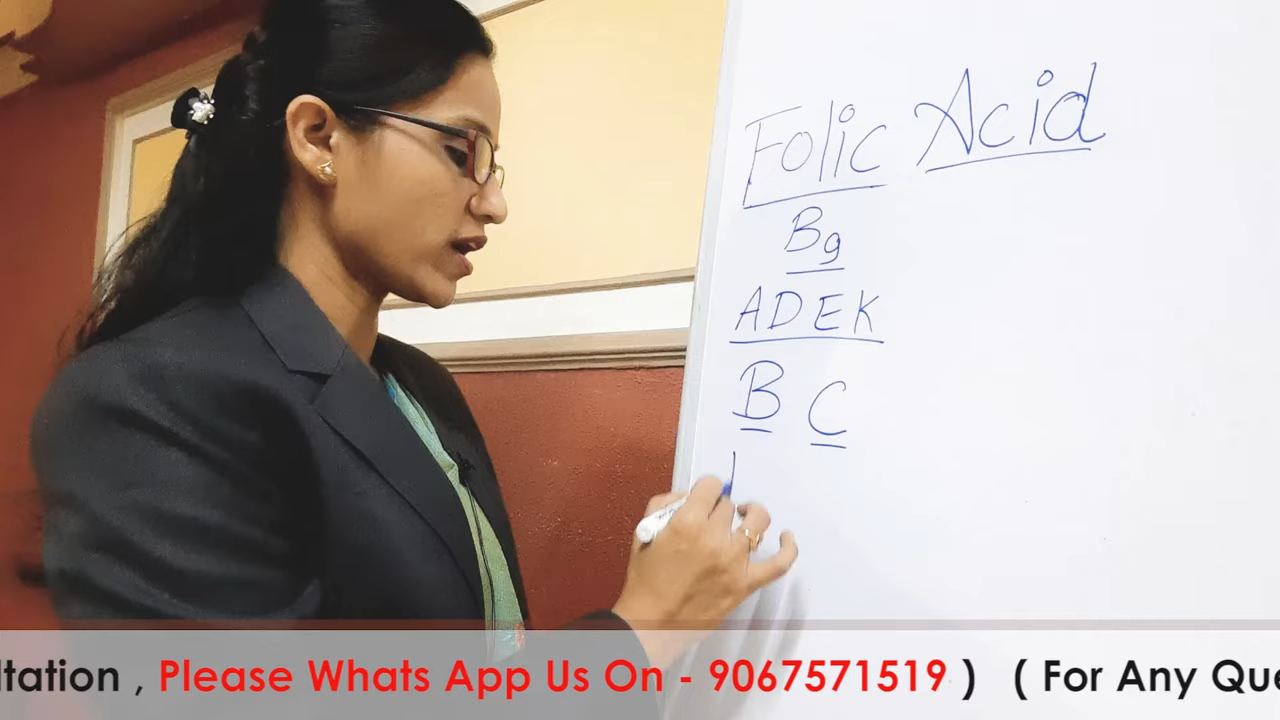 Folic Acid
B9
ADEK
B C
ltation , Please Whats App Us On - 9067571519 ) ( For Any Que